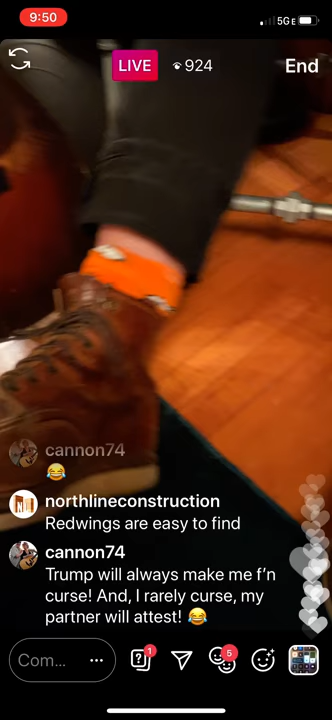 9:50
5GE
LIVE
924
End
cannon74
😂
northlineconstruction
Redwings are easy to find
cannon74
Trump will always make me f'n
curse! And, I rarely curse, my
partner will attest! 😂
Com...
1
5